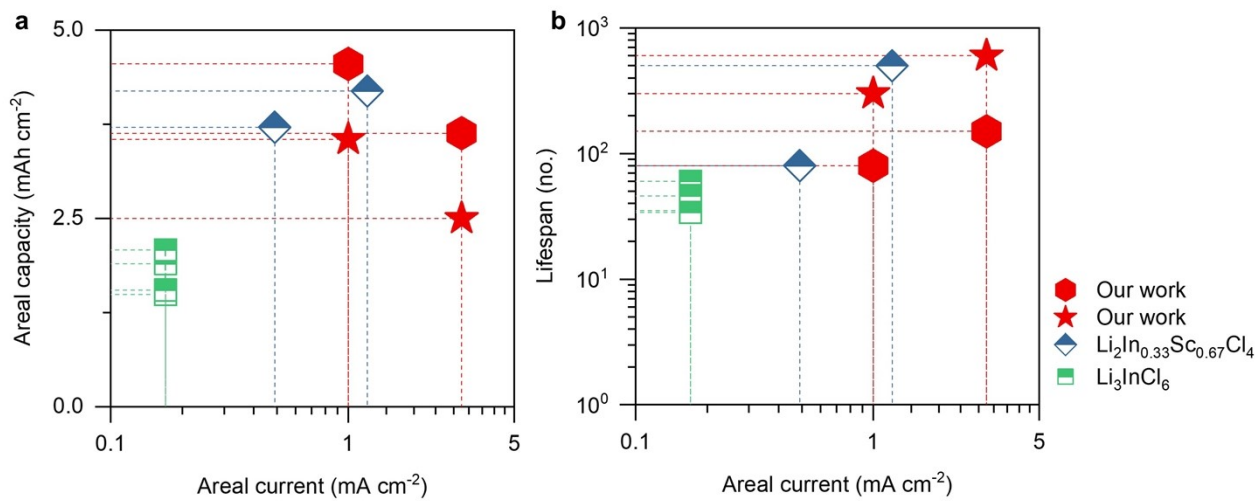 a
5.0
2.5
0.0
0.1
1
5
Areal capacity (mAh cm⁻²)
Areal current (mA cm⁻²)
b
10³
10²
10¹
10⁰
0.1
1
5
Lifespan (no.)
Areal current (mA cm⁻²)
Our work
Our work
Li₂In₀.₃₃Sc₀.₆₇Cl₄
Li₃InCl₆